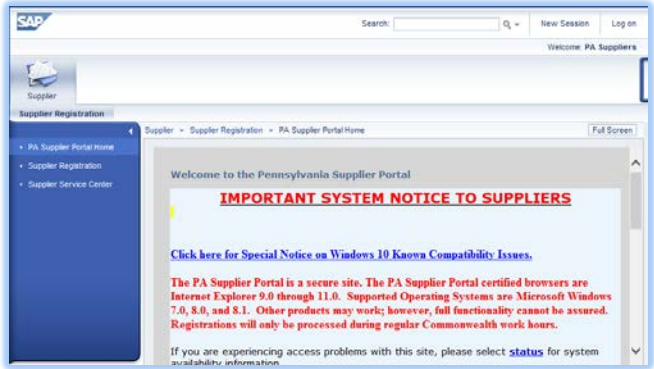 SAP
Search:
New Session
Log on
Welcome: PA Suppliers
Supplier
Supplier Registration
Supplier Registration PA Supplier Portal Home
Full Screen
PA Supplier Portal Home
Supplier Registration
Supplier Service Center
Welcome to the Pennsylvania Supplier Portal
IMPORTANT SYSTEM NOTICE TO SUPPLIERS
Click here for Special Notice on Windows 10 Known Compatibility Issues.
The PA Supplier Portal is a secure site. The PA Supplier Portal certified browsers are
Internet Explorer 9.0 through 11.0. Supported Operating Systems are Microsoft Windows
7.0, 8.0, and 8.1. Other products may work; however, full functionality cannot be assured.
Registrations will only be processed during regular Commonwealth work
hours.
If you are experiencing access problems with this site, please select status for system
availability information